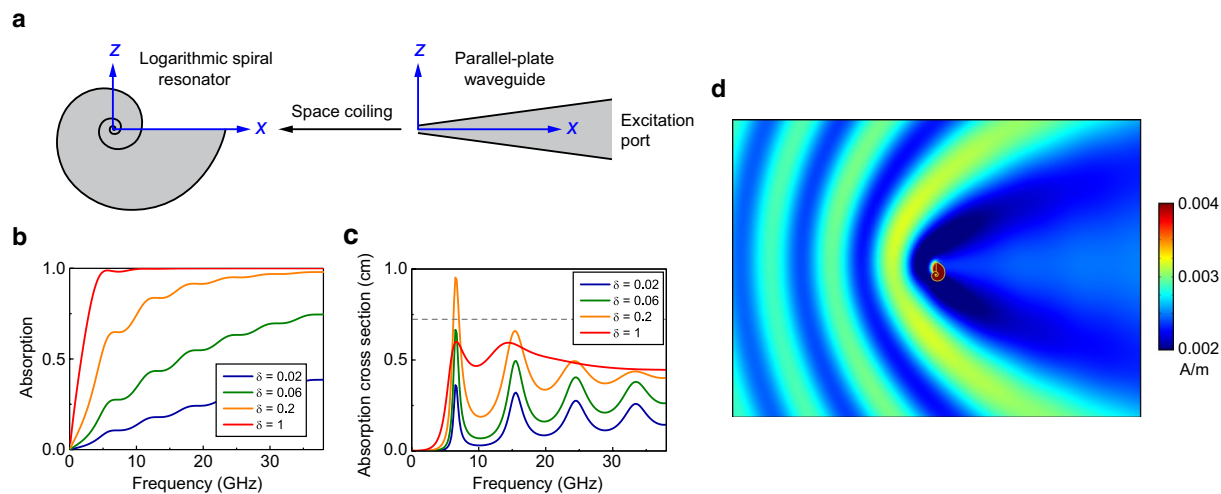 a
z
Logarithmic spiral
resonator
x
Space coiling
z
Parallel-plate
waveguide
x
Excitation
port
b
Absorption
1.0
0.5
0.0
0
10
20
30
Frequency (GHz)
δ = 0.02
δ = 0.06
δ = 0.2
δ = 1
c
Absorption cross section (cm)
1.0
0.5
0.0
0
10
20
30
Frequency (GHz)
δ = 0.02
δ = 0.06
δ = 0.2
δ = 1
d
0.004
0.003
0.002
A/m